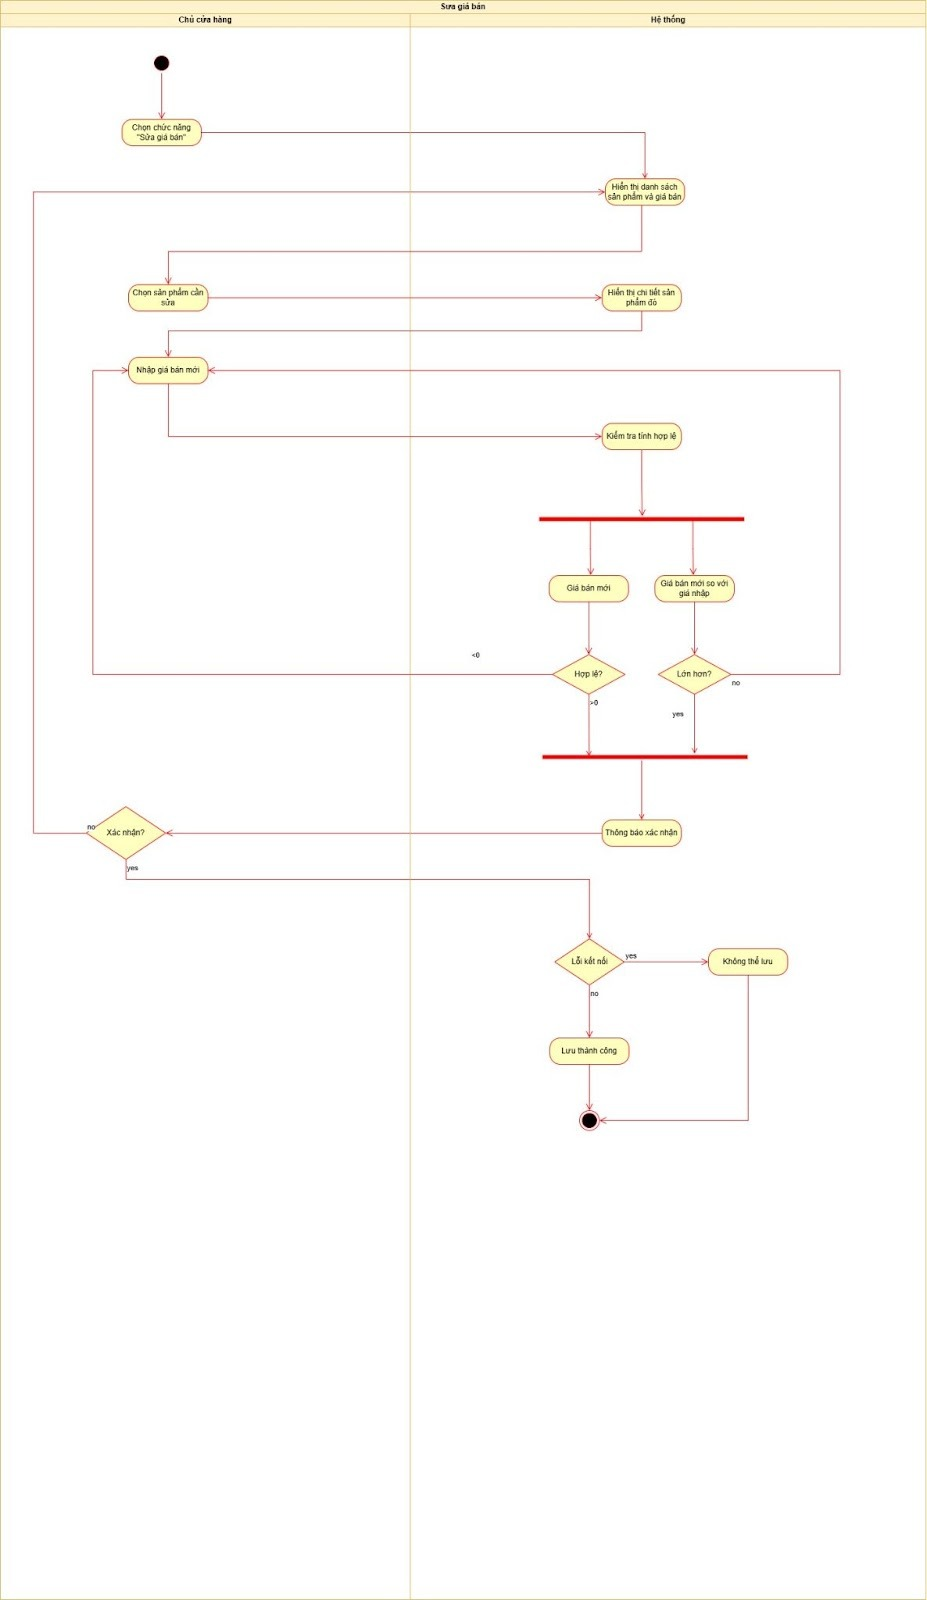 Sửa giá bán
Chủ cửa hàng
Hệ thống
Chọn chức năng
"Sửa giá bán"
Hiển thị danh sách
sản phẩm và giá bán
Chọn sản phẩm cần
sửa
Hiển thị chi tiết sản
phẩm đó
Nhập giá bán mới
Kiểm tra tính hợp lệ
Giá bán mới
Giá bán mới so với
giá nhập
<0
Hợp lệ?
Lớn hơn?
no
>0
yes
no
Xác nhận?
Thông báo xác nhận
yes
Lỗi kết nối
yes
Không thể lưu
no
Lưu thành công